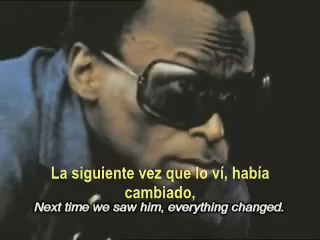 La siguiente vez que lo ví, había
cambiado,
Next time we saw him, everything changed.